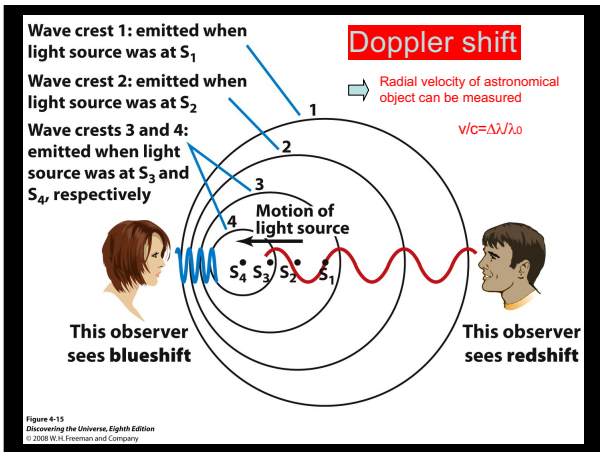 Wave crest 1: emitted when
light source was at S₁
Doppler shift
Wave crest 2: emitted when
light source was at S₂
Radial velocity of astronomical
object can be measured
v/c=Δλ/λ₀
Wave crests 3 and 4:
emitted when light
source was at S₃ and
S₄, respectively
1
2
3
4
Motion of
light source
S₄ S₃ S₂ S₁
This observer
sees blueshift
This observer
sees redshift
Figure 4-15
Discovering the Universe, Eighth Edition
© 2008 W. H. Freeman and Company